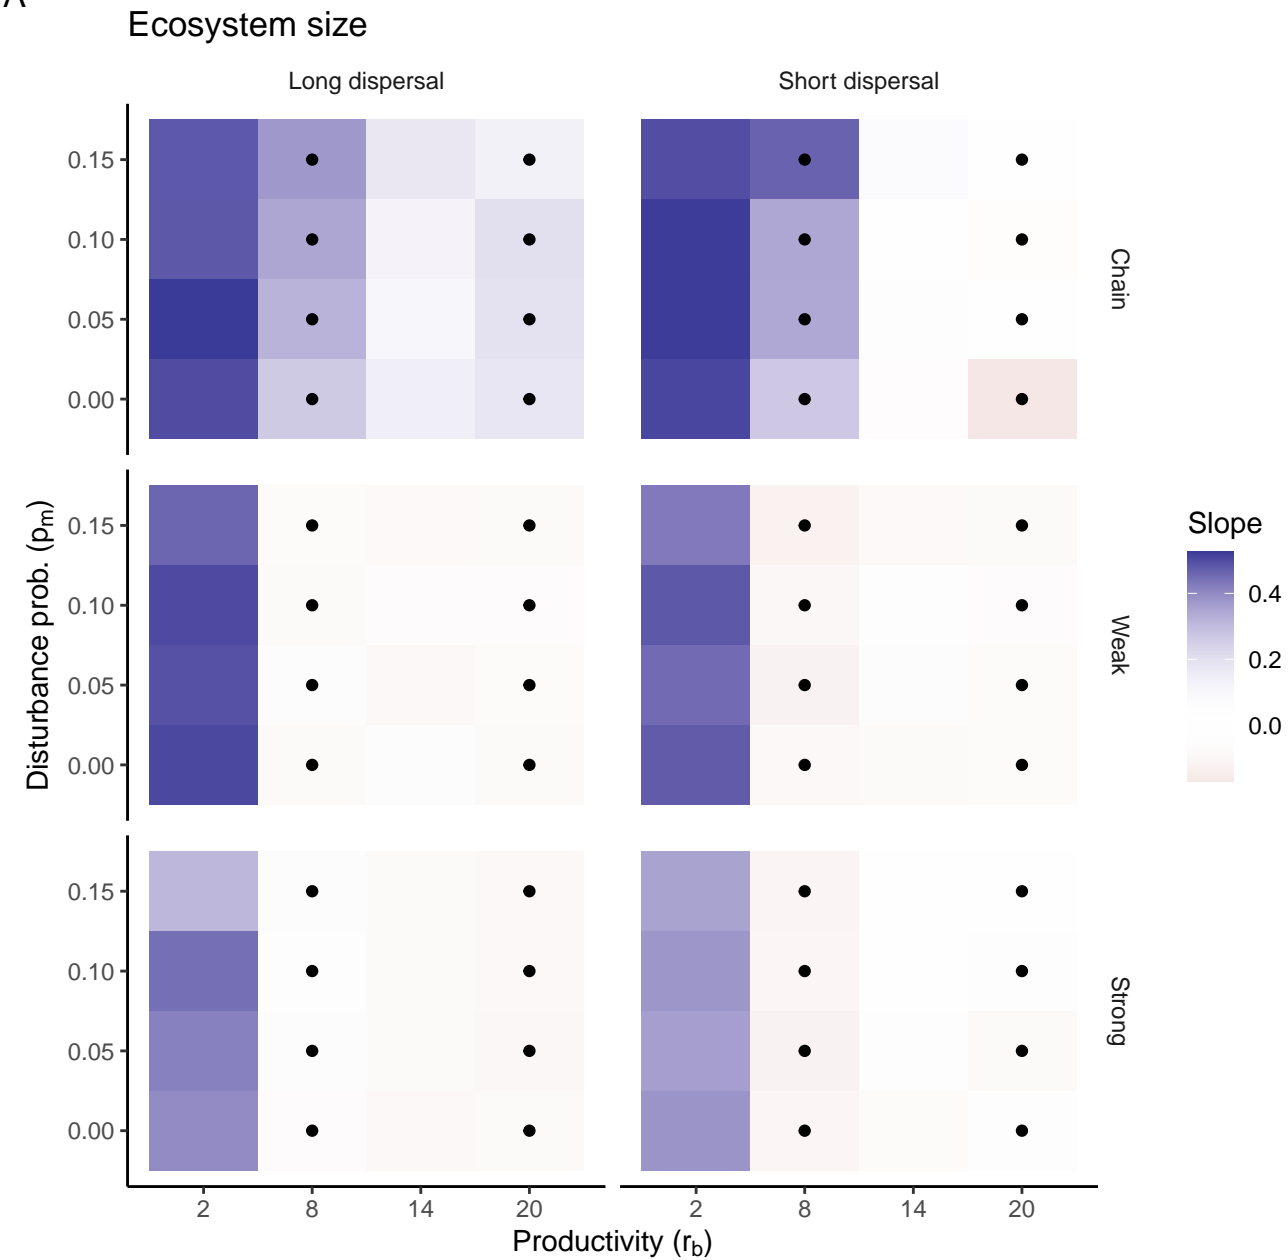 A
Ecosystem size
Long dispersal
Short dispersal
0.15
0.10
0.05
0.00
Chain
0.15
0.10
0.05
0.00
Weak
0.15
0.10
0.05
0.00
Strong
Disturbance prob. (pm)
2 8 14 20
2 8 14 20
Productivity (rb)
Slope
0.4
0.2
0.0